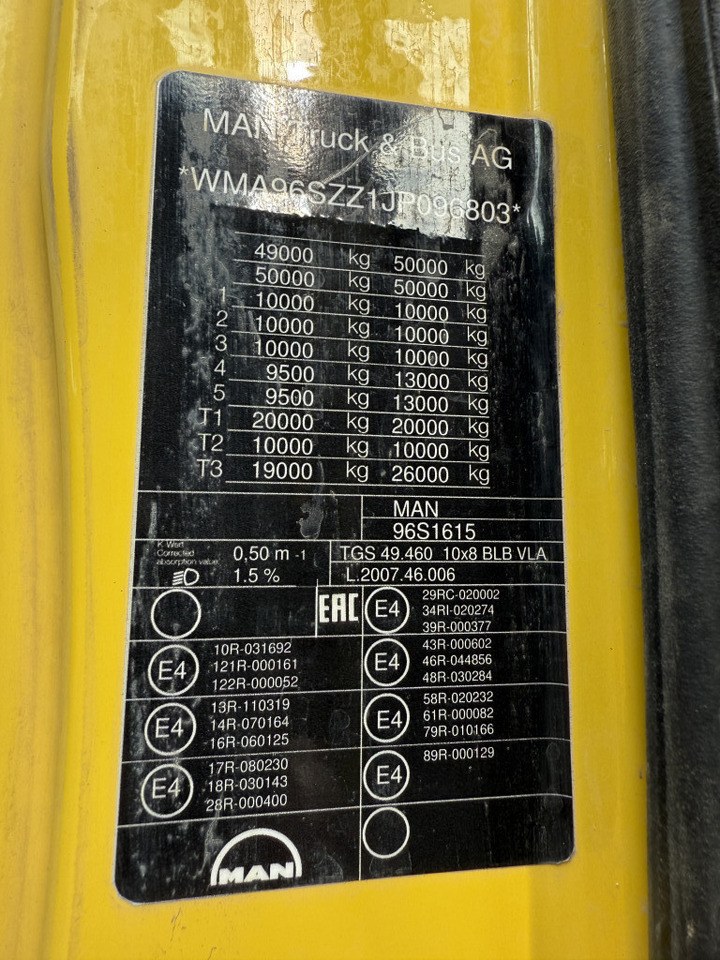 MAN Truck & Bus AG
*WMA96SZZ1JP096803*
49000 kg 50000 kg
50000 kg 50000 kg
1 10000 kg 10000 kg
2 10000 kg 10000 kg
3 10000 kg 10000 kg
4 9500 kg 13000 kg
5 9500 kg 13000 kg
T1 20000 kg 20000 kg
T2 10000 kg 10000 kg
T3 19000 kg 26000 kg
MAN
96S1615
K Wert
Corrected
absorption value
0,50 m -1
TGS 49.460 10x8 BLB VLA
1.5 %
L.2007.46.006
EAC
E4
29RC-020002
34RI-020274
39R-000377
E4
10R-031692
121R-000161
122R-000052
E4
43R-000602
46R-044856
48R-030284
E4
13R-110319
14R-070164
16R-060125
E4
58R-020232
61R-000082
79R-010166
E4
17R-080230
18R-030143
28R-000400
E4
89R-000129
MAN